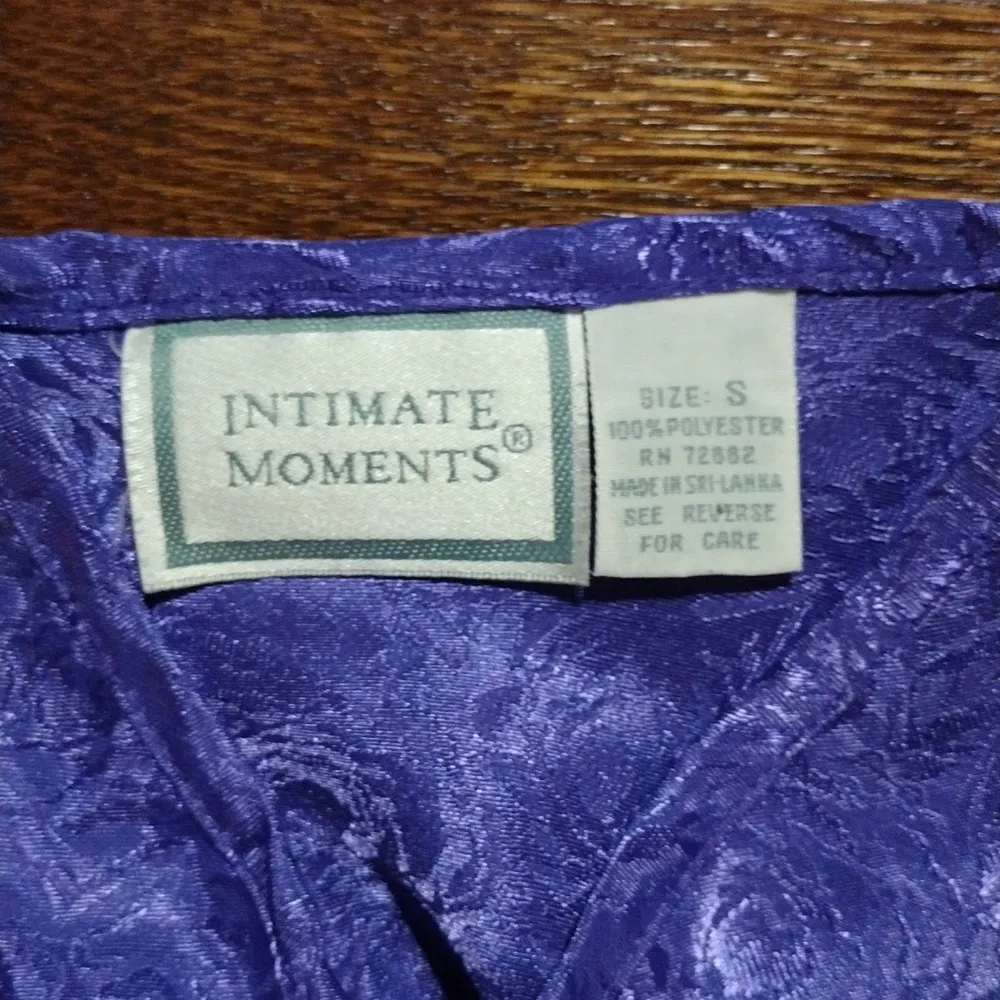 INTIMATE
MOMENTS®
SIZE: S
100% POLYESTER
RN 72882
MADE IN SRI-LANKA
SEE REVERSE
FOR CARE